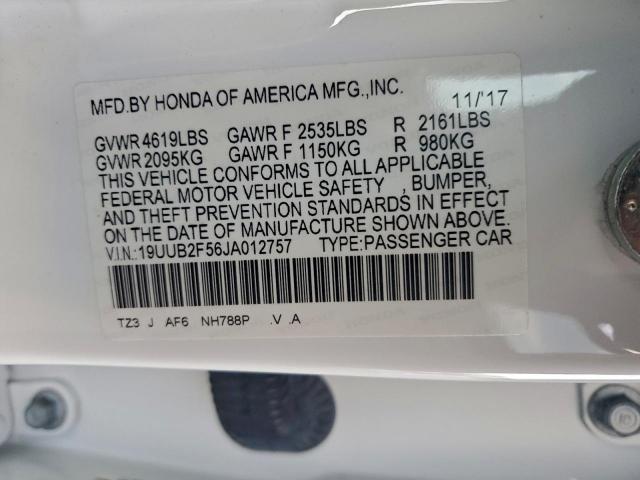 MFD.BY HONDA OF AMERICA MFG.,INC. 11/'17
GVWR 4619LBS GAWR F 2535LBS R 2161LBS
GVWR 2095KG GAWR F 1150KG R 980KG
THIS VEHICLE CONFORMS TO ALL APPLICABLE
FEDERAL MOTOR VEHICLE SAFETY , BUMPER,
AND THEFT PREVENTION STANDARDS IN EFFECT
ON THE DATE OF MANUFACTURE SHOWN ABOVE.
V.I.N.:19UUB2F56JA012757 TYPE:PASSENGER CAR
TZ3 J AF6 NH788P .V .A